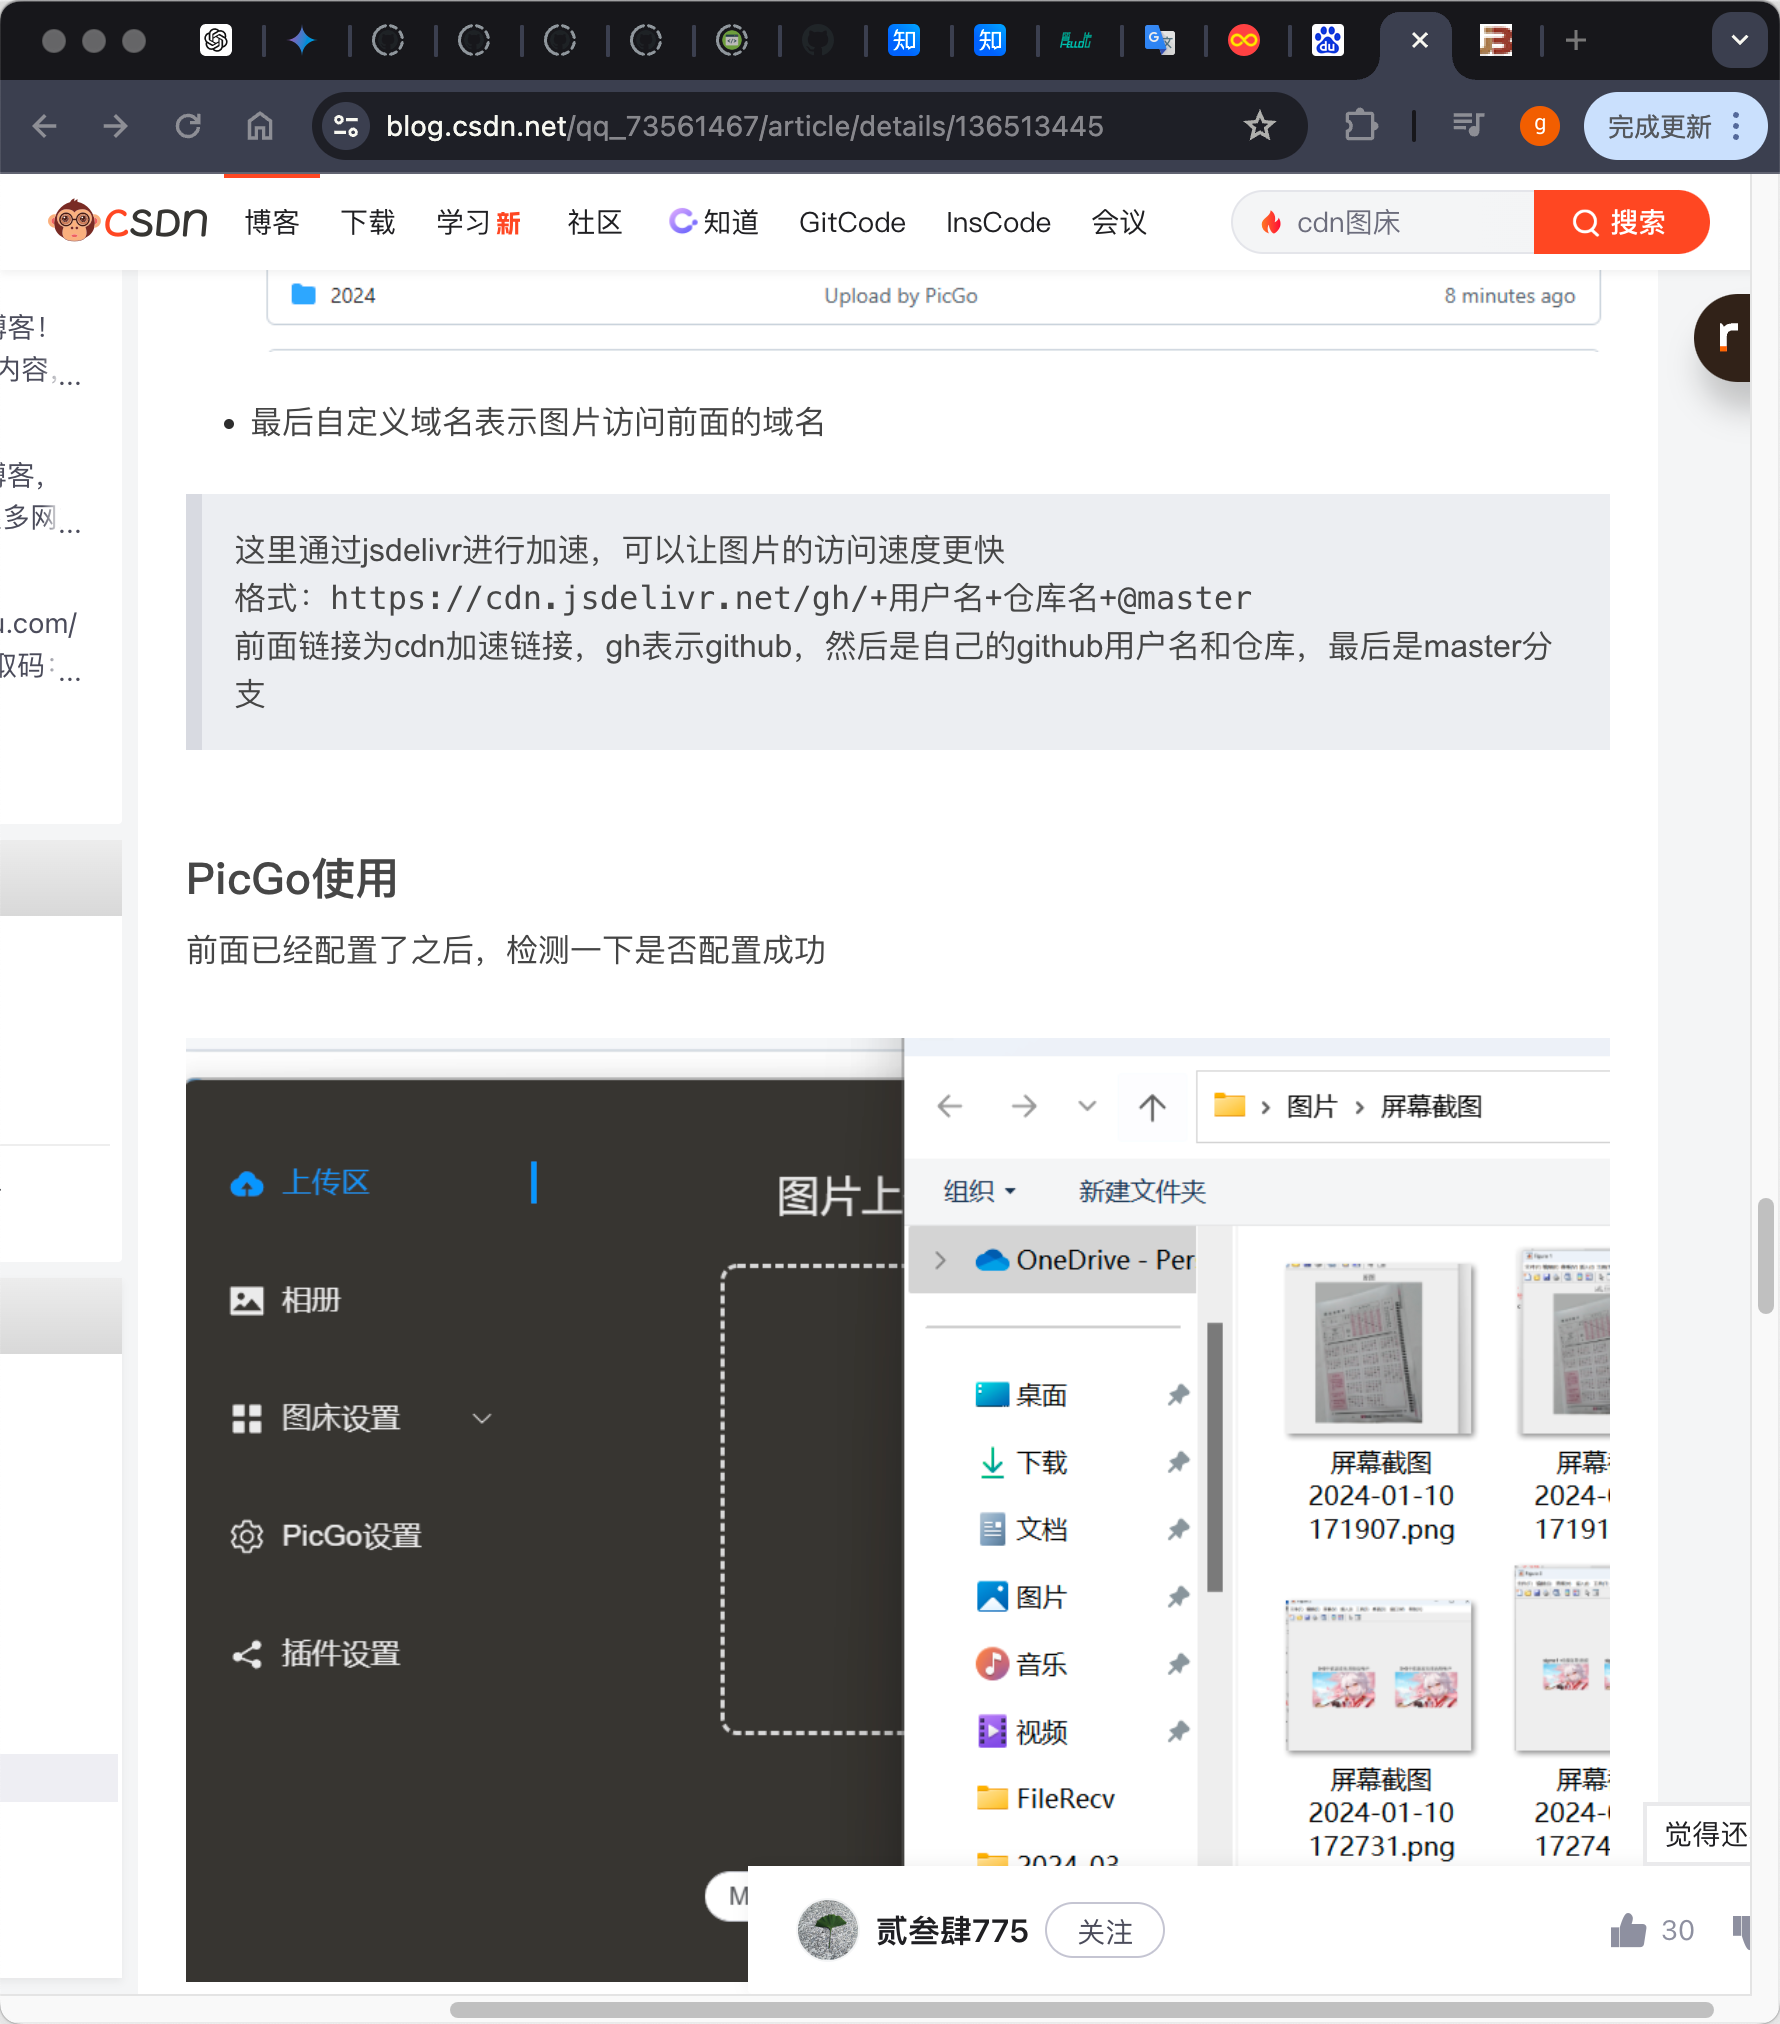 知
知
du
blog.csdn.net/qq_73561467/article/details/136513445
g
完成更新
CSDN
博客
下载
学习 新
社区
知道
GitCode
InsCode
会议
cdn图床
搜索
2024
Upload by PicGo
8 minutes ago
r
博客！
内容,...
博客，
多网...
u.com/
取码：...
• 最后自定义域名表示图片访问前面的域名
这里通过jsdelivr进行加速，可以让图片的访问速度更快
格式：https://cdn.jsdelivr.net/gh/+用户名+仓库名+@master
前面链接为cdn加速链接，gh表示github，然后是自己的github用户名和仓库，最后是master分
支
PicGo使用
前面已经配置了之后，检测一下是否配置成功
上传区
相册
图床设置
PicGo设置
插件设置
图片上
M
图片 › 屏幕截图
组织
新建文件夹
OneDrive - Per
桌面
下载
文档
图片
音乐
视频
FileRecv
2024-03
屏幕截图
2024-01-10
171907.png
屏幕
2024-
17191
屏幕截图
2024-01-10
172731.png
屏幕
2024-
17274
觉得还
贰叁肆775
关注
30